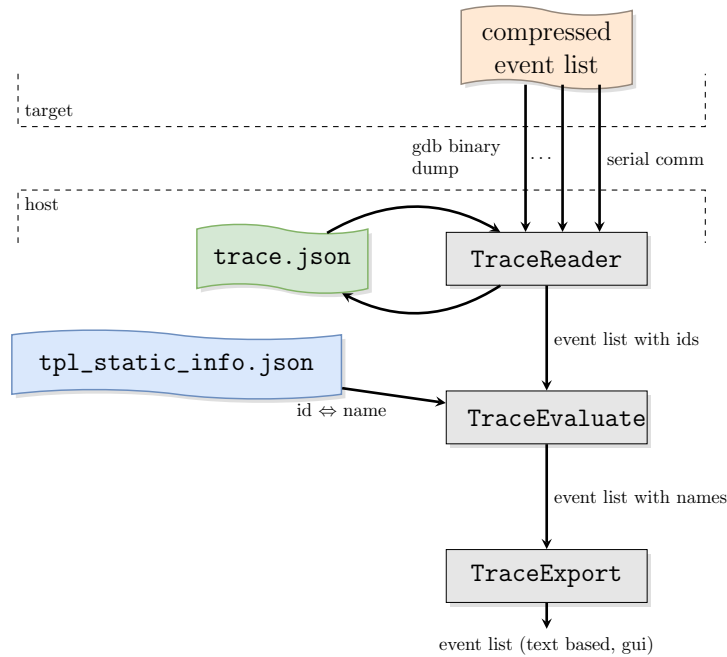 compressed
event list
target
gdb binary
dump
...
serial comm
host
trace.json
TraceReader
event list with ids
tpl_static_info.json
id ⇔ name
TraceEvaluate
event list with names
TraceExport
event list (text based, gui)